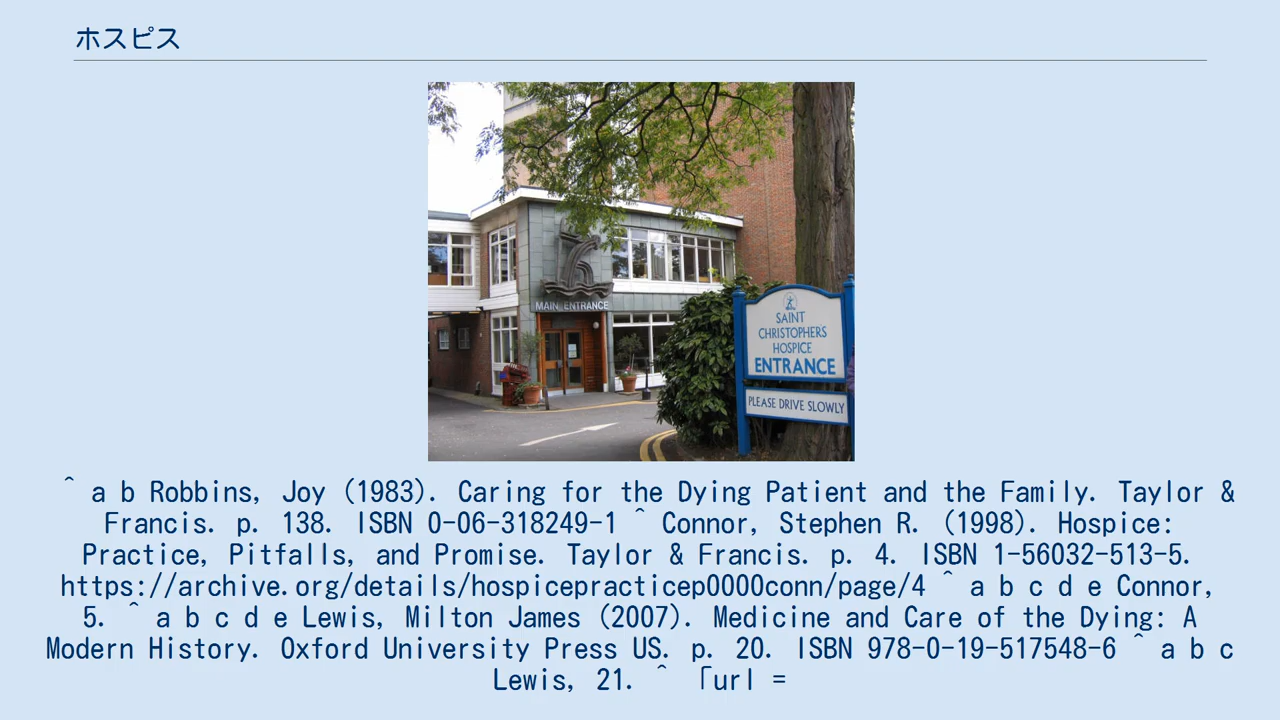 ホスピス
MAIN ENTRANCE
SAINT
CHRISTOPHERS
HOSPICE
ENTRANCE
PLEASE DRIVE SLOWLY
^ a b Robbins, Joy (1983). Caring for the Dying Patient and the Family. Taylor &
Francis. p. 138. ISBN 0-06-318249-1 ^ Connor, Stephen R. (1998). Hospice:
Practice, Pitfalls, and Promise. Taylor & Francis. p. 4. ISBN 1-56032-513-5.
https://archive.org/details/hospicepracticep0000conn/page/4 ^ a b c d e Connor,
5. ^ a b c d e Lewis, Milton James (2007). Medicine and Care of the Dying: A
Modern History. Oxford University Press US. p. 20. ISBN 978-0-19-517548-6 ^ a b c
Lewis, 21. ^ 「url =